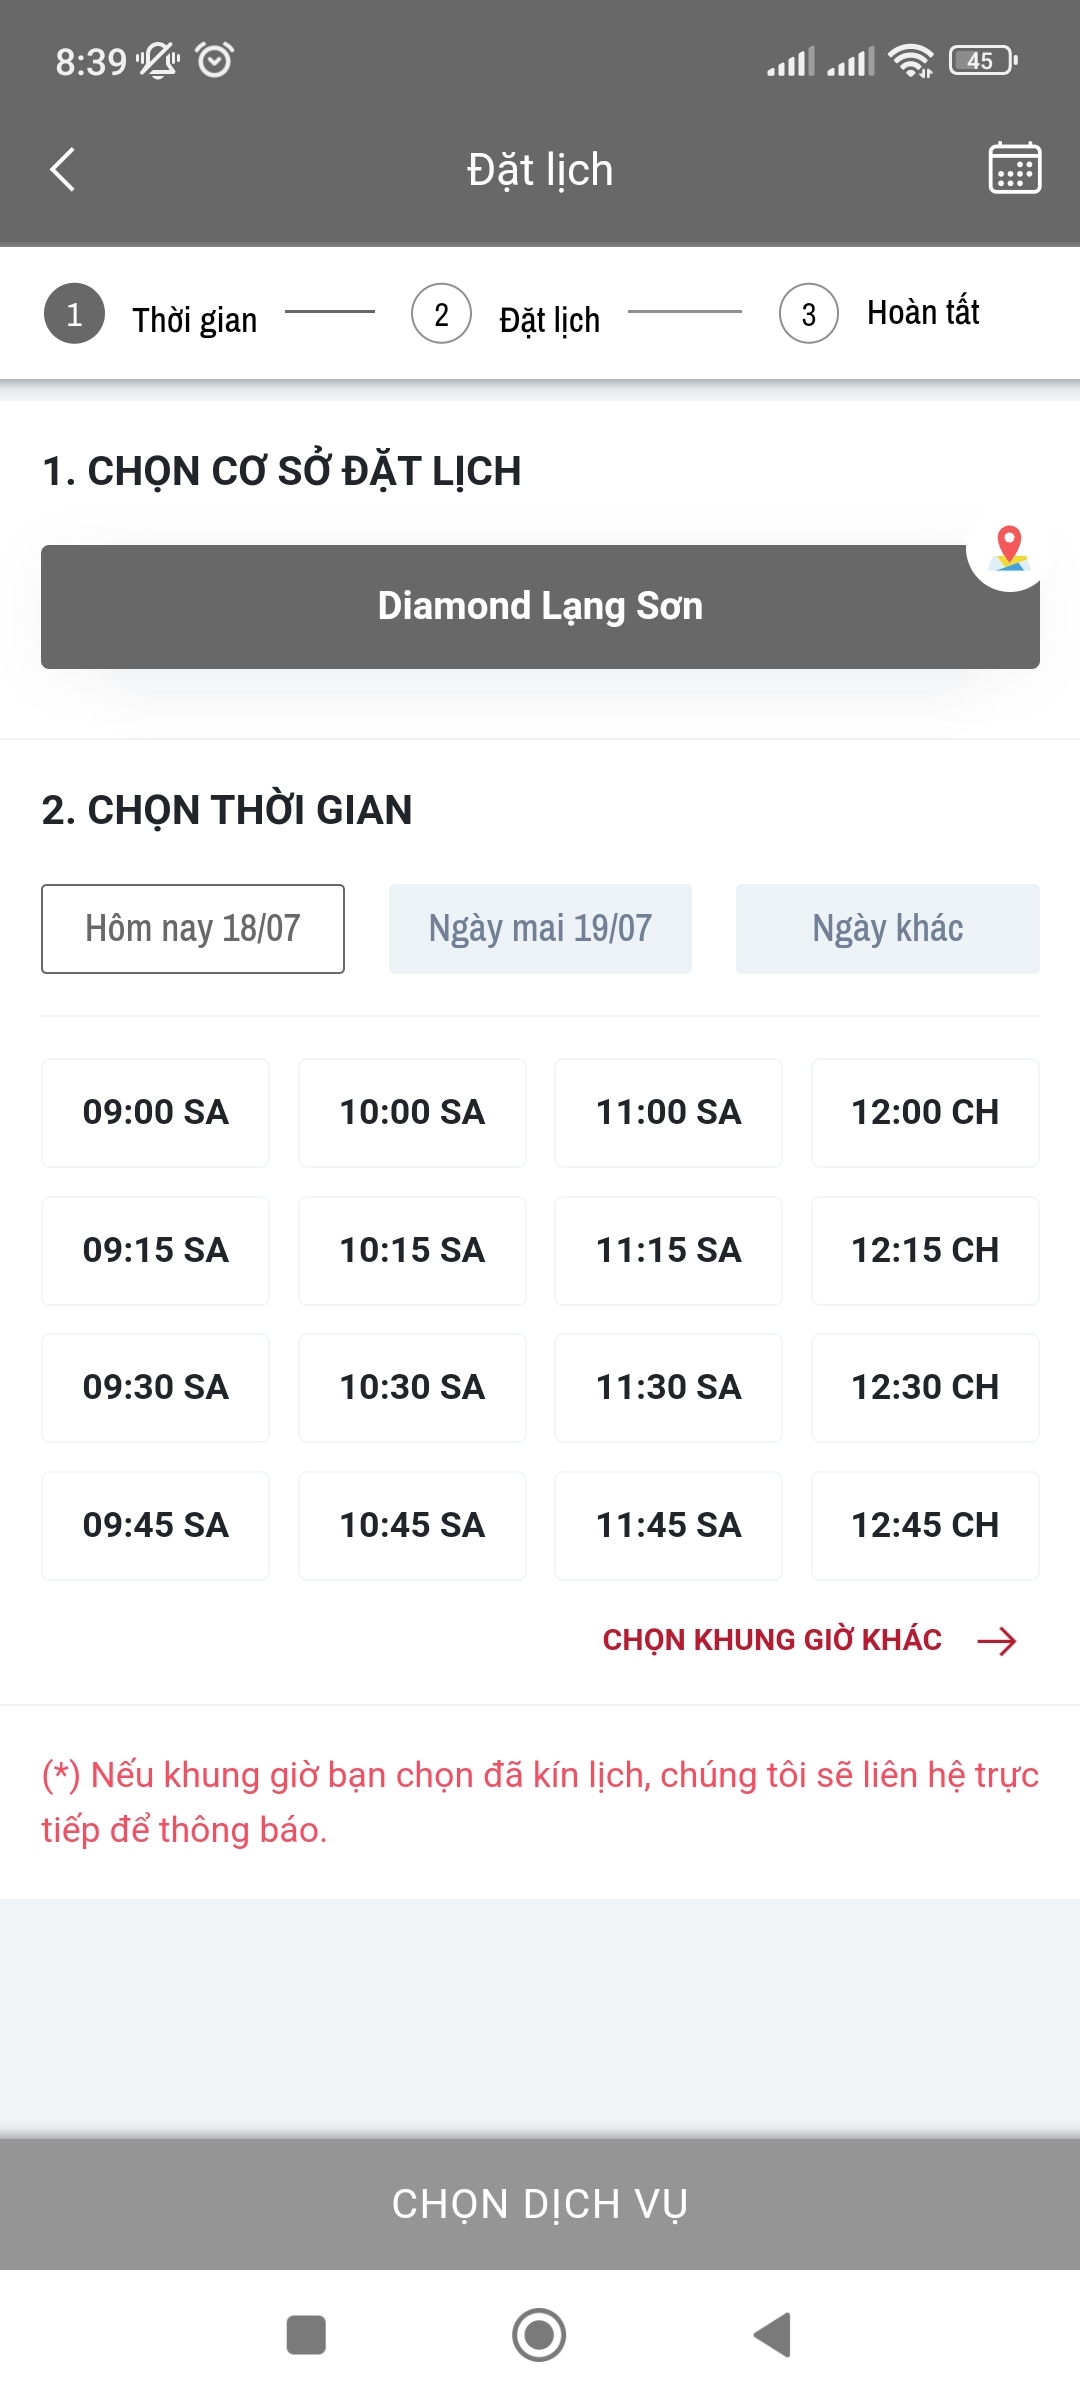 8:39
45
Đặt lịch
1 Thời gian 2 Đặt lịch 3 Hoàn tất
1. CHỌN CƠ SỞ ĐẶT LỊCH
Diamond Lạng Sơn
2. CHỌN THỜI GIAN
Hôm nay 18/07 Ngày mai 19/07 Ngày khác
09:00 SA 10:00 SA 11:00 SA 12:00 CH
09:15 SA 10:15 SA 11:15 SA 12:15 CH
09:30 SA 10:30 SA 11:30 SA 12:30 CH
09:45 SA 10:45 SA 11:45 SA 12:45 CH
CHỌN KHUNG GIỜ KHÁC
(*) Nếu khung giờ bạn chọn đã kín lịch, chúng tôi sẽ liên hệ trực
tiếp để thông báo.
CHỌN DỊCH VỤ